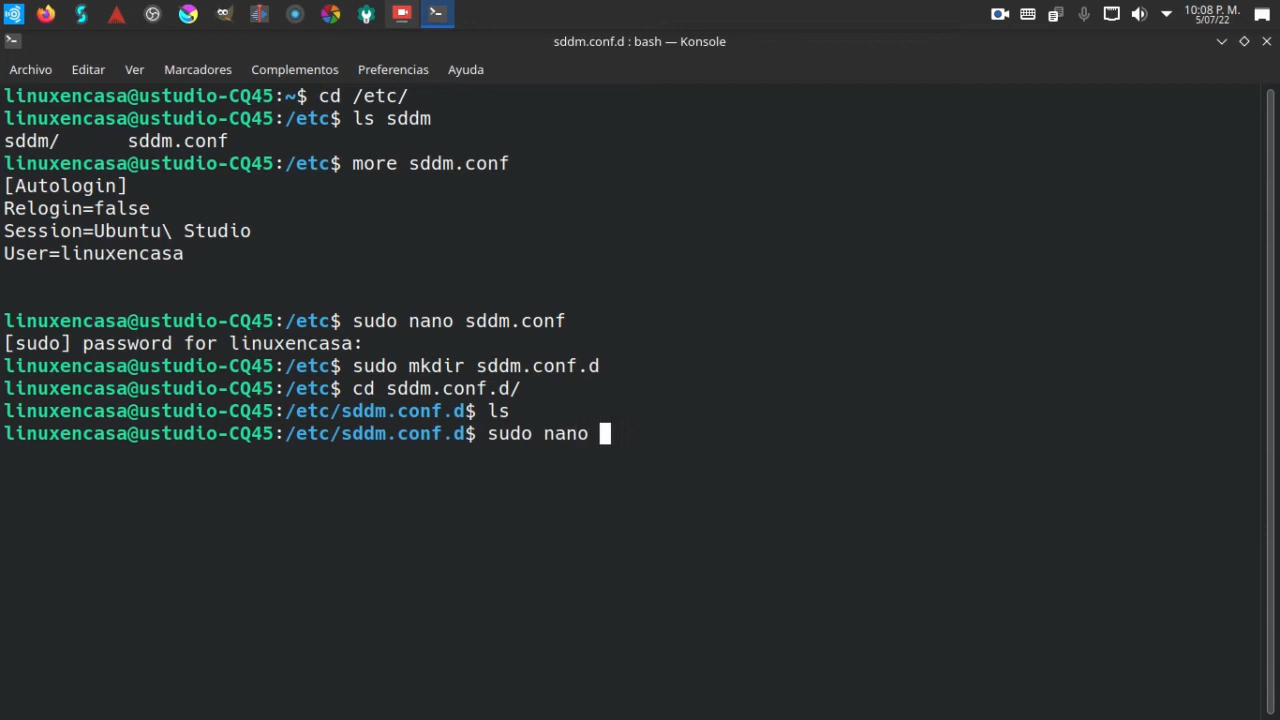 10:08 P. M.
5/07/22
sddm.conf.d : bash — Konsole
Archivo Editar Ver Marcadores Complementos Preferencias Ayuda
linuxencasa@ustudio-CQ45:~$ cd /etc/
linuxencasa@ustudio-CQ45:/etc$ ls sddm
sddm/      sddm.conf
linuxencasa@ustudio-CQ45:/etc$ more sddm.conf
[Autologin]
Relogin=false
Session=Ubuntu\ Studio
User=linuxencasa
linuxencasa@ustudio-CQ45:/etc$ sudo nano sddm.conf
[sudo] password for linuxencasa:
linuxencasa@ustudio-CQ45:/etc$ sudo mkdir sddm.conf.d
linuxencasa@ustudio-CQ45:/etc$ cd sddm.conf.d/
linuxencasa@ustudio-CQ45:/etc/sddm.conf.d$ ls
linuxencasa@ustudio-CQ45:/etc/sddm.conf.d$ sudo nano